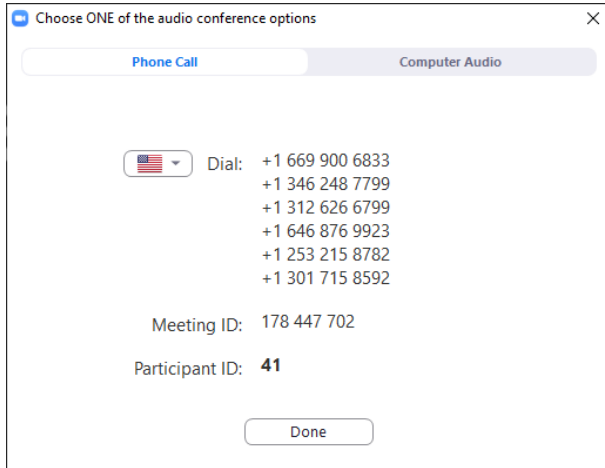 Choose ONE of the audio conference options
Phone Call Computer Audio
Dial: +1 669 900 6833
+1 346 248 7799
+1 312 626 6799
+1 646 876 9923
+1 253 215 8782
+1 301 715 8592
Meeting ID: 178 447 702
Participant ID: 41
Done